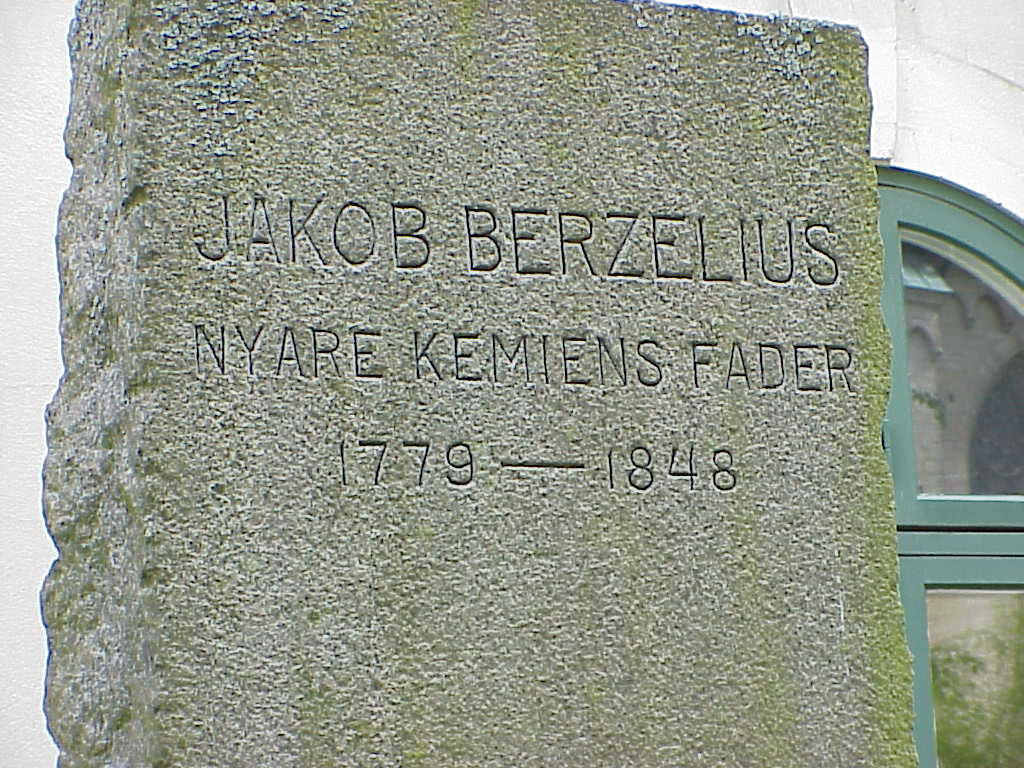 JAKOB BERZELIUS
NYARE KEMIENS FADER
1779 — 1848